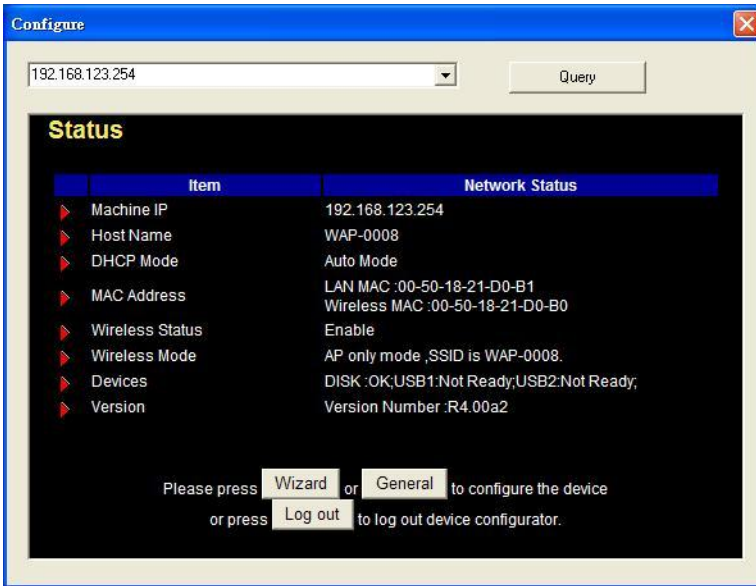 Configure
192.168.123.254
Query
Status
Item Network Status
Machine IP 192.168.123.254
Host Name WAP-0008
DHCP Mode Auto Mode
MAC Address LAN MAC :00-50-18-21-D0-B1
Wireless MAC :00-50-18-21-D0-B0
Wireless Status Enable
Wireless Mode AP only mode ,SSID is WAP-0008.
Devices DISK :OK;USB1:Not Ready;USB2:Not Ready;
Version Version Number :R4.00a2
Please press Wizard or General to configure the device
or press Log out to log out device configurator.